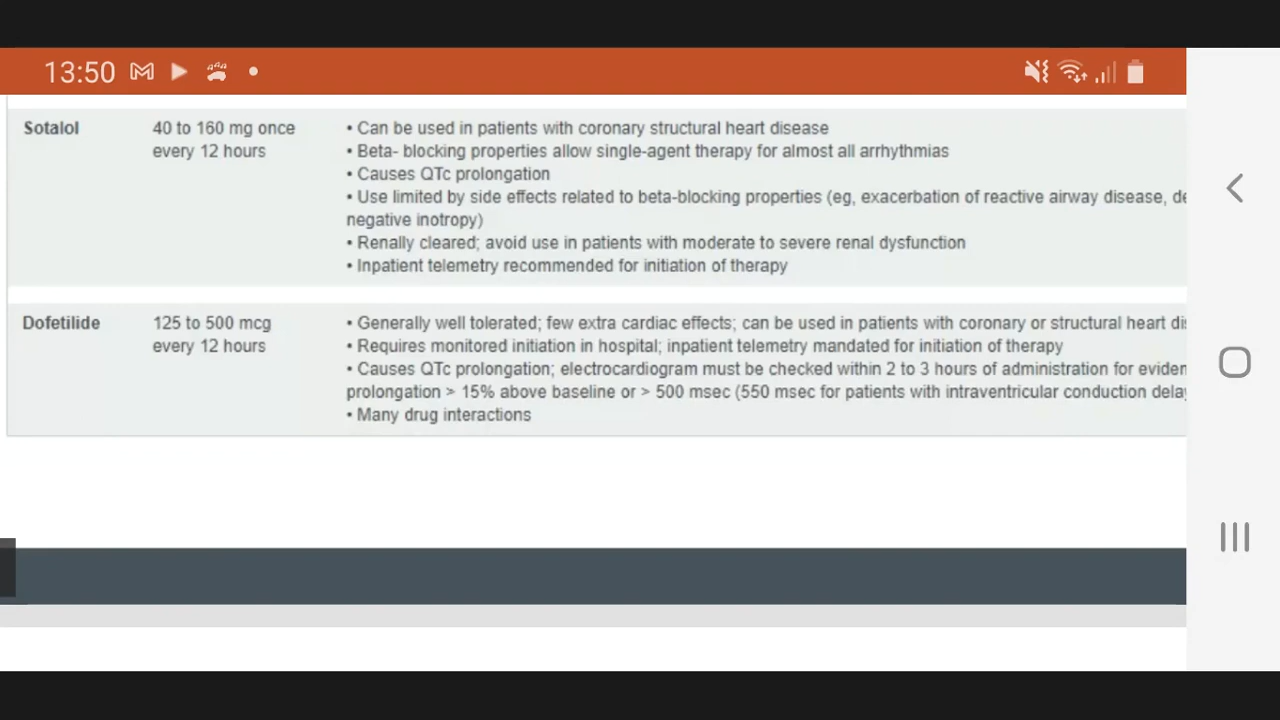 13:50
Sotalol 40 to 160 mg once • Can be used in patients with coronary structural heart disease
every 12 hours • Beta- blocking properties allow single-agent therapy for almost all arrhythmias
• Causes QTc prolongation
• Use limited by side effects related to beta-blocking properties (eg, exacerbation of reactive airway disease, de
negative inotropy)
• Renally cleared; avoid use in patients with moderate to severe renal dysfunction
• Inpatient telemetry recommended for initiation of therapy
Dofetilide 125 to 500 mcg • Generally well tolerated; few extra cardiac effects; can be used in patients with coronary or structural heart dis
every 12 hours • Requires monitored initiation in hospital; inpatient telemetry mandated for initiation of therapy
• Causes QTc prolongation; electrocardiogram must be checked within 2 to 3 hours of administration for eviden
prolongation > 15% above baseline or > 500 msec (550 msec for patients with intraventricular conduction delay
• Many drug interactions